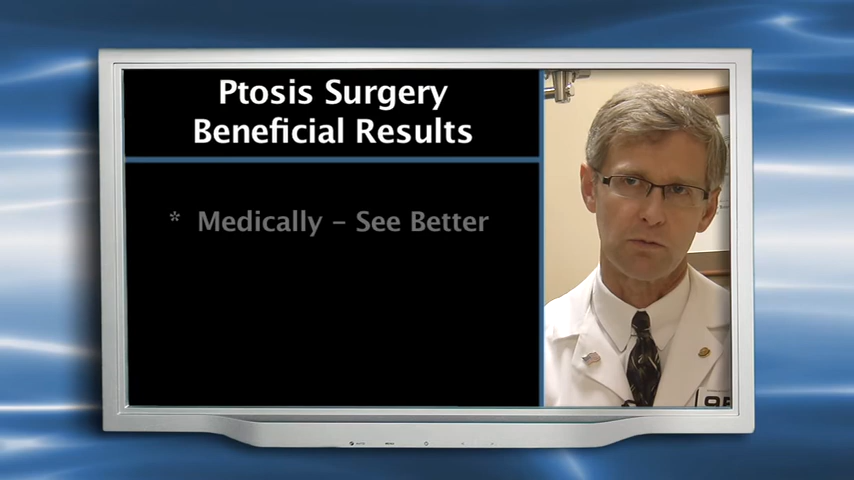 Ptosis Surgery
Beneficial Results
* Medically – See Better